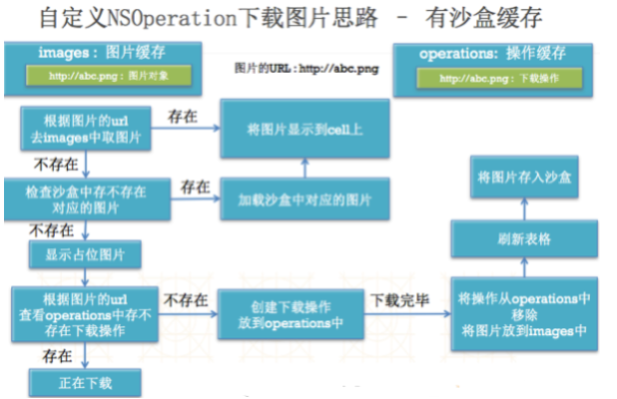 自定义NSOperation下载图片思路 - 有沙盒缓存
images : 图片缓存
http://abc.png : 图片对象
图片的URL : http://abc.png
operations: 操作缓存
http://abc.png : 下载操作
根据图片的url
去images中取图片
存在
将图片显示到cell上
不存在
检查沙盒中存不存在
对应的图片
存在
加载沙盒中对应的图片
将图片存入沙盒
不存在
显示占位图片
刷新表格
根据图片的url
查看operations中存不
存在下载操作
不存在
创建下载操作
放到operations中
下载完毕
将操作从operations中
移除
将图片放到images中
存在
正在下载